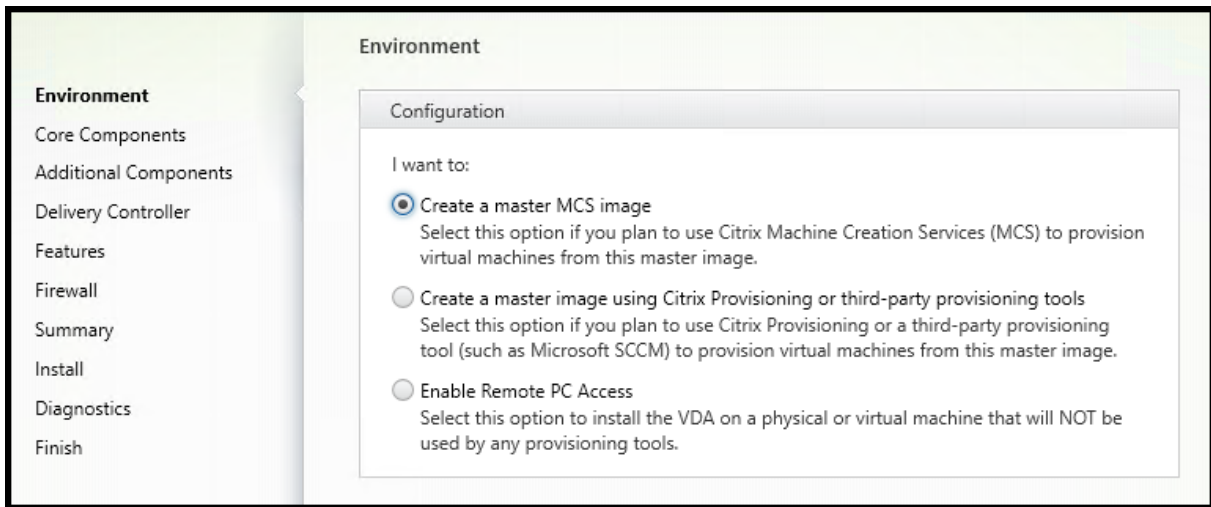 Environment
Core Components
Additional Components
Delivery Controller
Features
Firewall
Summary
Install
Diagnostics
Finish
Environment
Configuration
I want to:
Create a master MCS image
Select this option if you plan to use Citrix Machine Creation Services (MCS) to provision
virtual machines from this master image.
Create a master image using Citrix Provisioning or third-party provisioning tools
Select this option if you plan to use Citrix Provisioning or a third-party provisioning
tool (such as Microsoft SCCM) to provision virtual machines from this master image.
Enable Remote PC Access
Select this option to install the VDA on a physical or virtual machine that will NOT be
used by any provisioning tools.